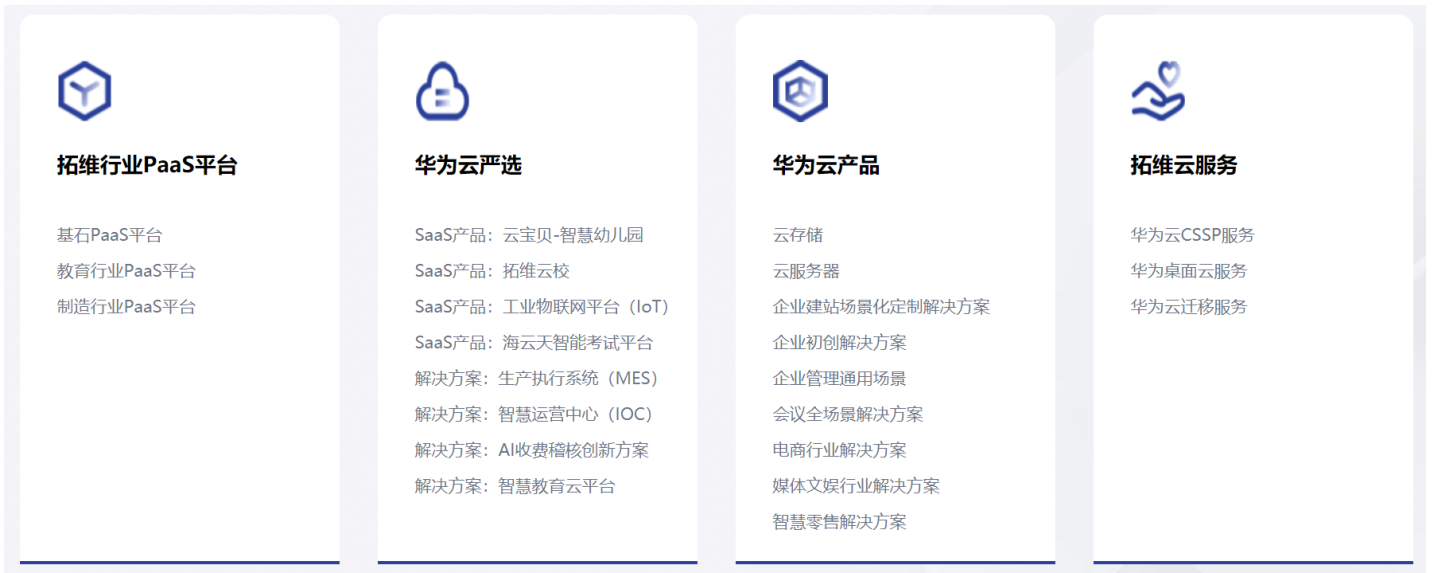 拓维行业PaaS平台
基石PaaS平台
教育行业PaaS平台
制造行业PaaS平台
华为云严选
SaaS产品：云宝贝-智慧幼儿园
SaaS产品：拓维云校
SaaS产品：工业物联网平台（IoT）
SaaS产品：海云天智能考试平台
解决方案：生产执行系统（MES）
解决方案：智慧运营中心（IOC）
解决方案：AI收费稽核创新方案
解决方案：智慧教育云平台
华为云产品
云存储
云服务器
企业建站场景化定制解决方案
企业初创解决方案
企业管理通用场景
会议全场景解决方案
电商行业解决方案
媒体文娱行业解决方案
智慧零售解决方案
拓维云服务
华为云CSSP服务
华为桌面云服务
华为云迁移服务